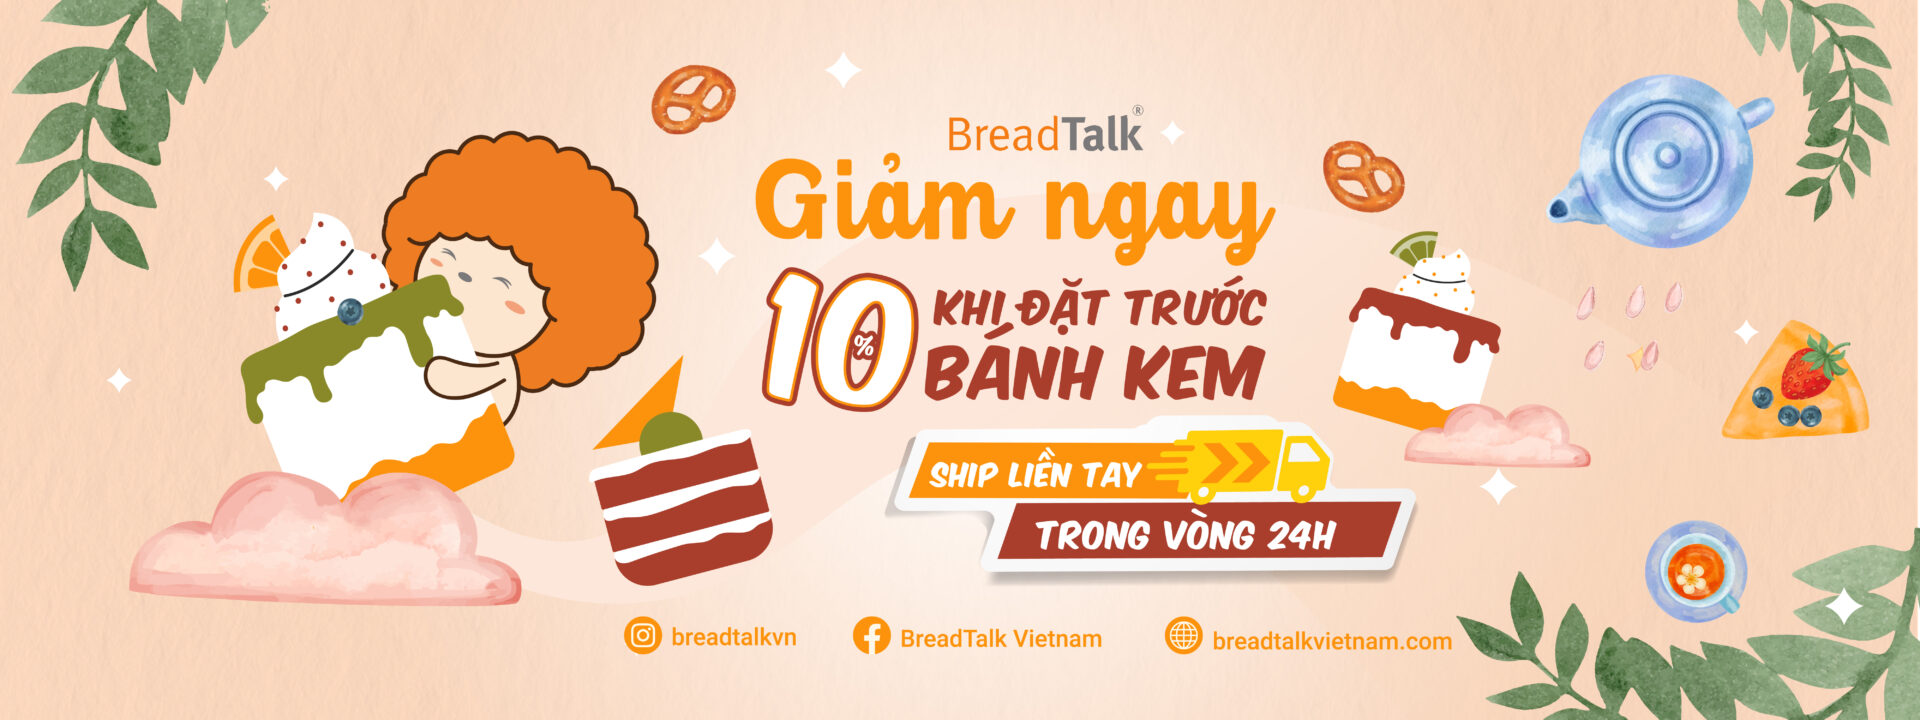 BreadTalk®
Giảm ngay
10%
KHI ĐẶT TRƯỚC
BÁNH KEM
SHIP LIỀN TAY
TRONG VÒNG 24H
breadtalkvn
BreadTalk Vietnam
breadtalkvietnam.com